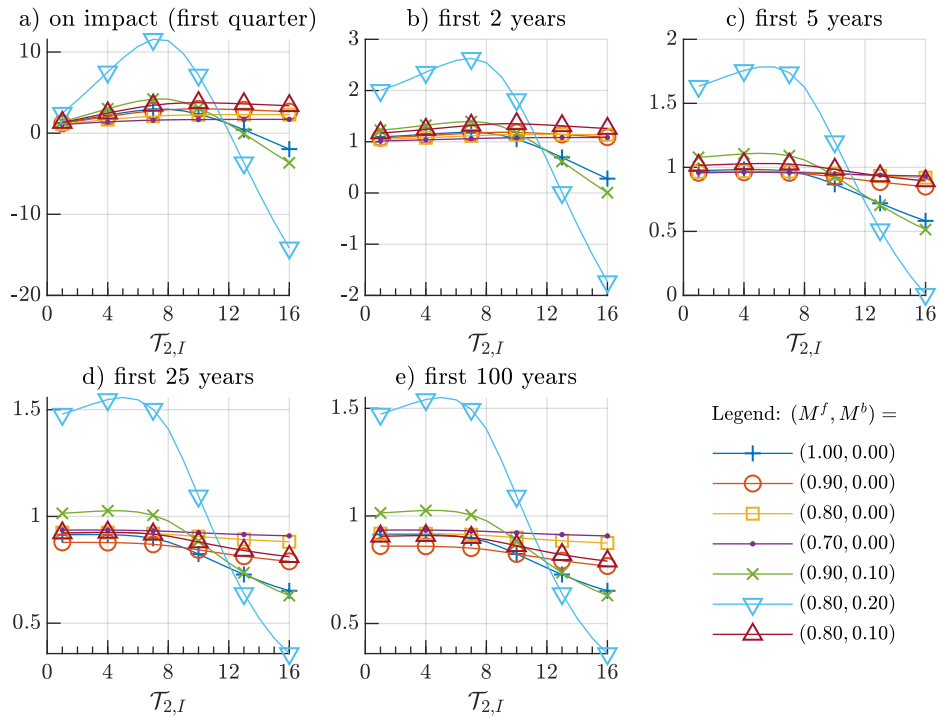 a) on impact (first quarter)
10
0
-10
-20
0 4 8 12 16
𝒯₂,I
b) first 2 years
3
2
1
0
-1
-2
0 4 8 12 16
𝒯₂,I
c) first 5 years
2
1.5
1
0.5
0
0 4 8 12 16
𝒯₂,I
d) first 25 years
1.5
1
0.5
0 4 8 12 16
𝒯₂,I
e) first 100 years
1.5
1
0.5
0 4 8 12 16
𝒯₂,I
Legend: (M^f, M^b) =
(1.00, 0.00)
(0.90, 0.00)
(0.80, 0.00)
(0.70, 0.00)
(0.90, 0.10)
(0.80, 0.20)
(0.80, 0.10)